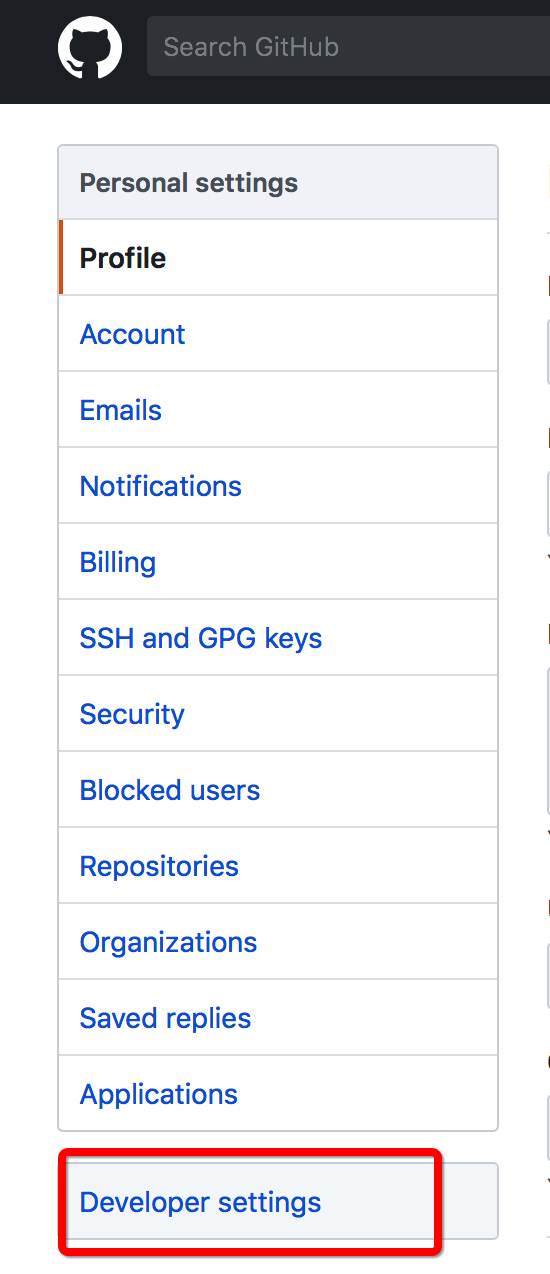 Search GitHub
Personal settings
Profile
Account
Emails
Notifications
Billing
SSH and GPG keys
Security
Blocked users
Repositories
Organizations
Saved replies
Applications
Developer settings